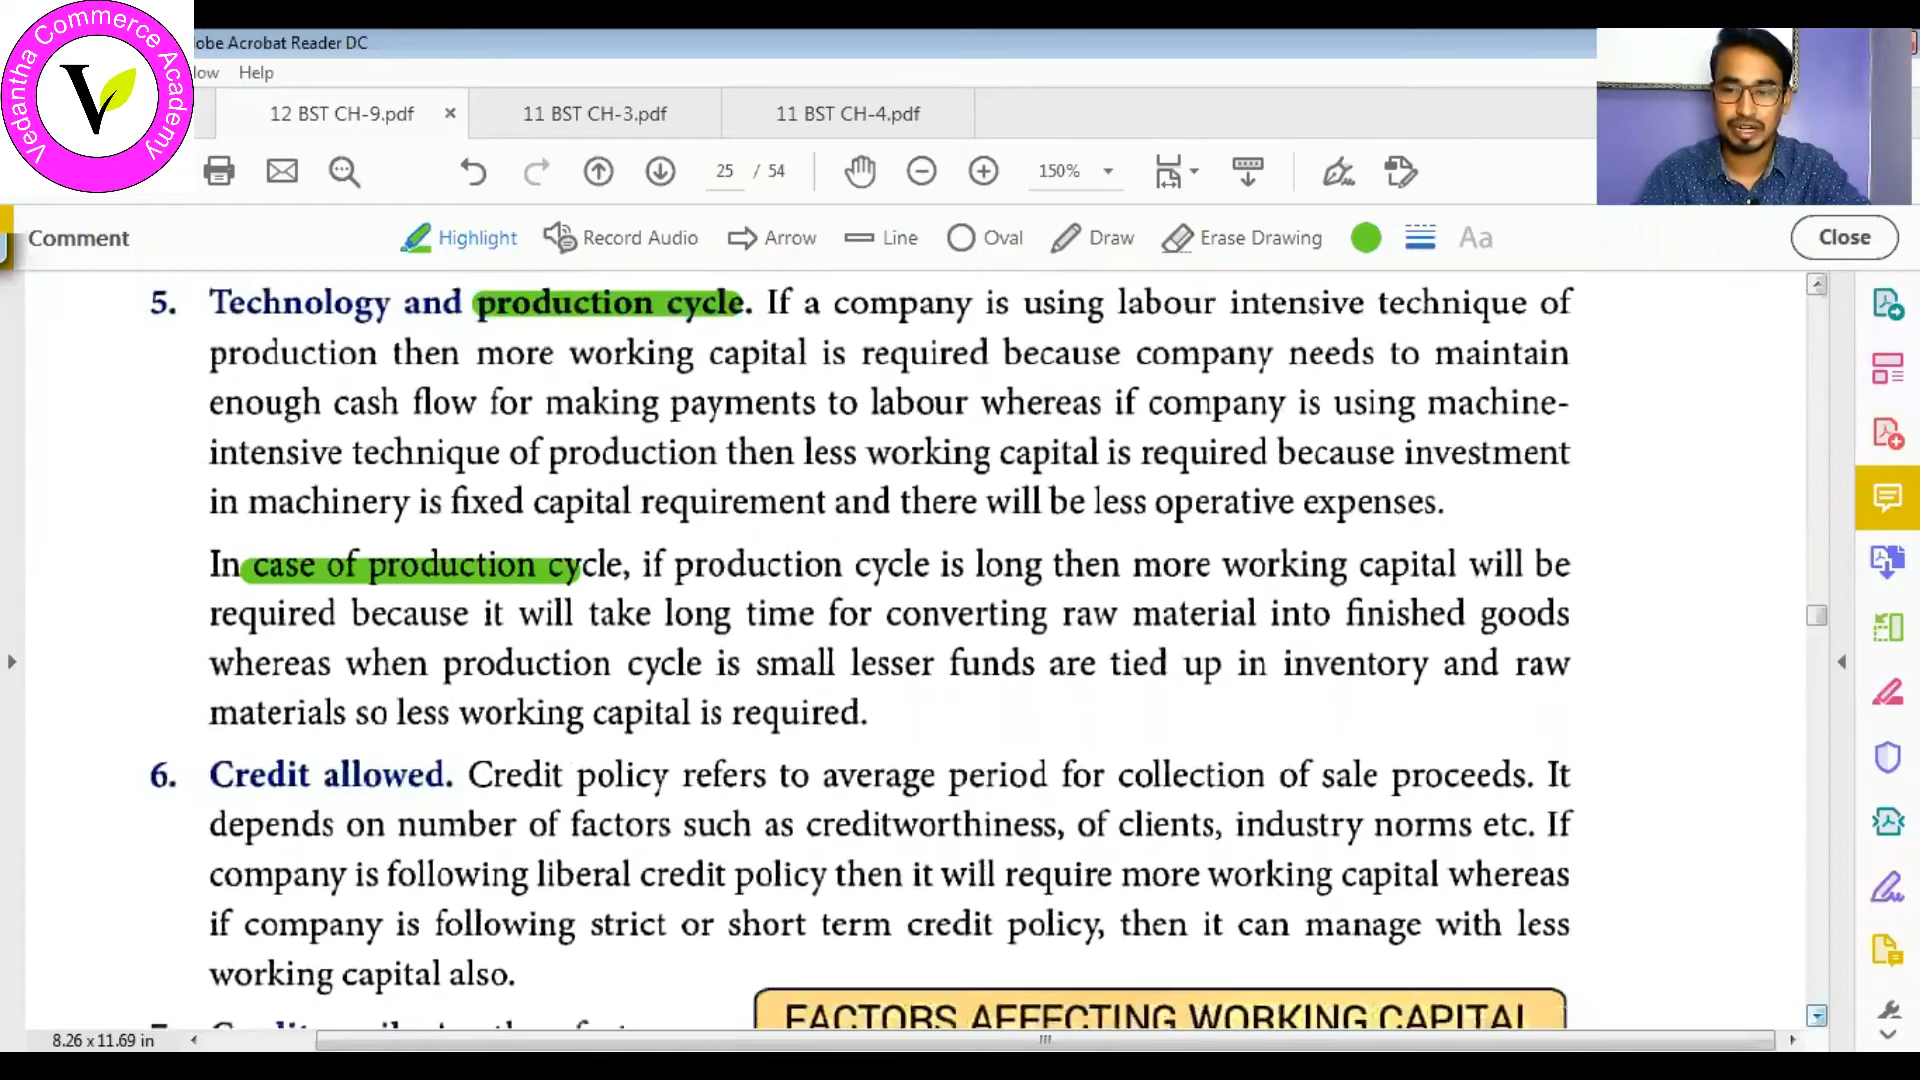 Vedantha Commerce Academy
V
obe Acrobat Reader DC
low Help
12 BST CH-9.pdf × 11 BST CH-3.pdf 11 BST CH-4.pdf
25 / 54 150%
Comment Highlight Record Audio Arrow Line Oval Draw Erase Drawing Aa Close
5. Technology and production cycle. If a company is using labour intensive technique of
production then more working capital is required because company needs to maintain
enough cash flow for making payments to labour whereas if company is using machine-
intensive technique of production then less working capital is required because investment
in machinery is fixed capital requirement and there will be less operative expenses.
In case of production cycle, if production cycle is long then more working capital will be
required because it will take long time for converting raw material into finished goods
whereas when production cycle is small lesser funds are tied up in inventory and raw
materials so less working capital is required.
6. Credit allowed. Credit policy refers to average period for collection of sale proceeds. It
depends on number of factors such as creditworthiness, of clients, industry norms etc. If
company is following liberal credit policy then it will require more working capital whereas
if company is following strict or short term credit policy, then it can manage with less
working capital also.
FACTORS AFFECTING WORKING CAPITAL
8.26 x 11.69 in